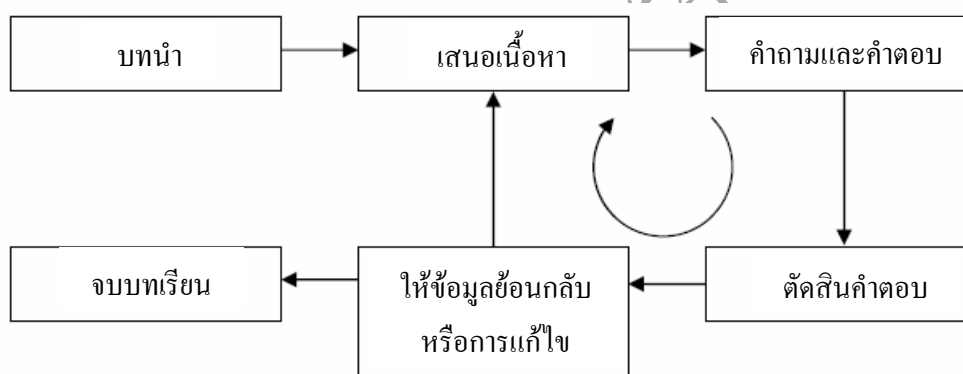 บทนำ
เสนอเนื้อหา
คำถามและคำตอบ
จบบทเรียน
ให้ข้อมูลย้อนกลับ
หรือการแก้ไข
ตัดสินคำตอบ